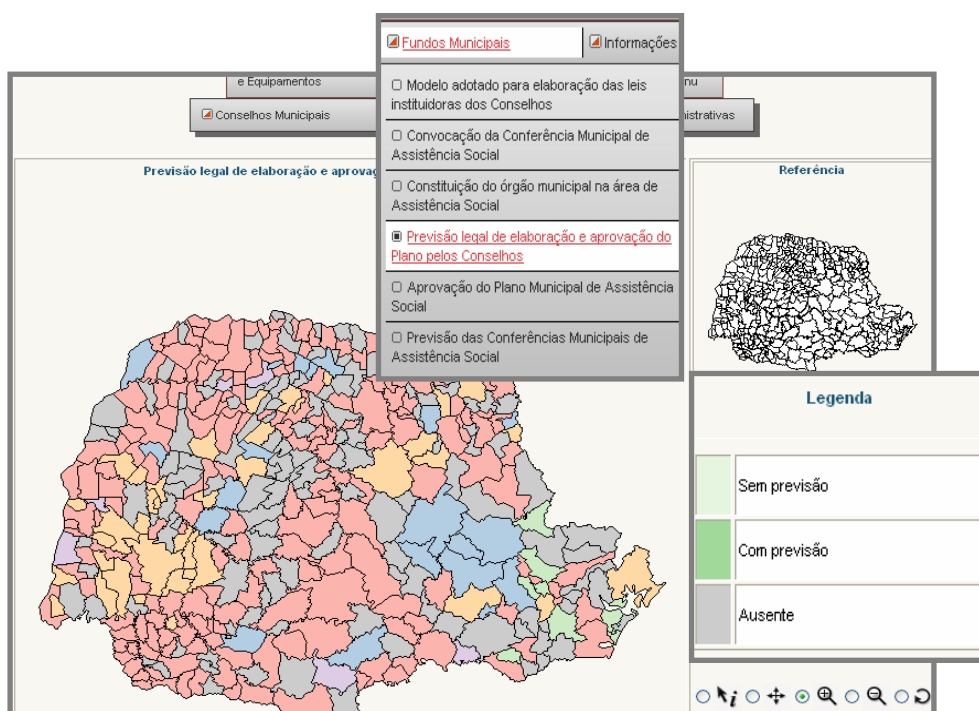 Fundos Municipais
Informações
e Equipamentos
nu
Conselhos Municipais
nistrativas
Modelo adotado para elaboração das leis
instituidoras dos Conselhos
Convocação da Conferência Municipal de
Assistência Social
Constituição do órgão municipal na área de
Assistência Social
Previsão legal de elaboração e aprovação do
Plano pelos Conselhos
Aprovação do Plano Municipal de Assistência
Social
Previsão das Conferências Municipais de
Assistência Social
Previsão legal de elaboração e aprovaç
Referência
Legenda
Sem previsão
Com previsão
Ausente